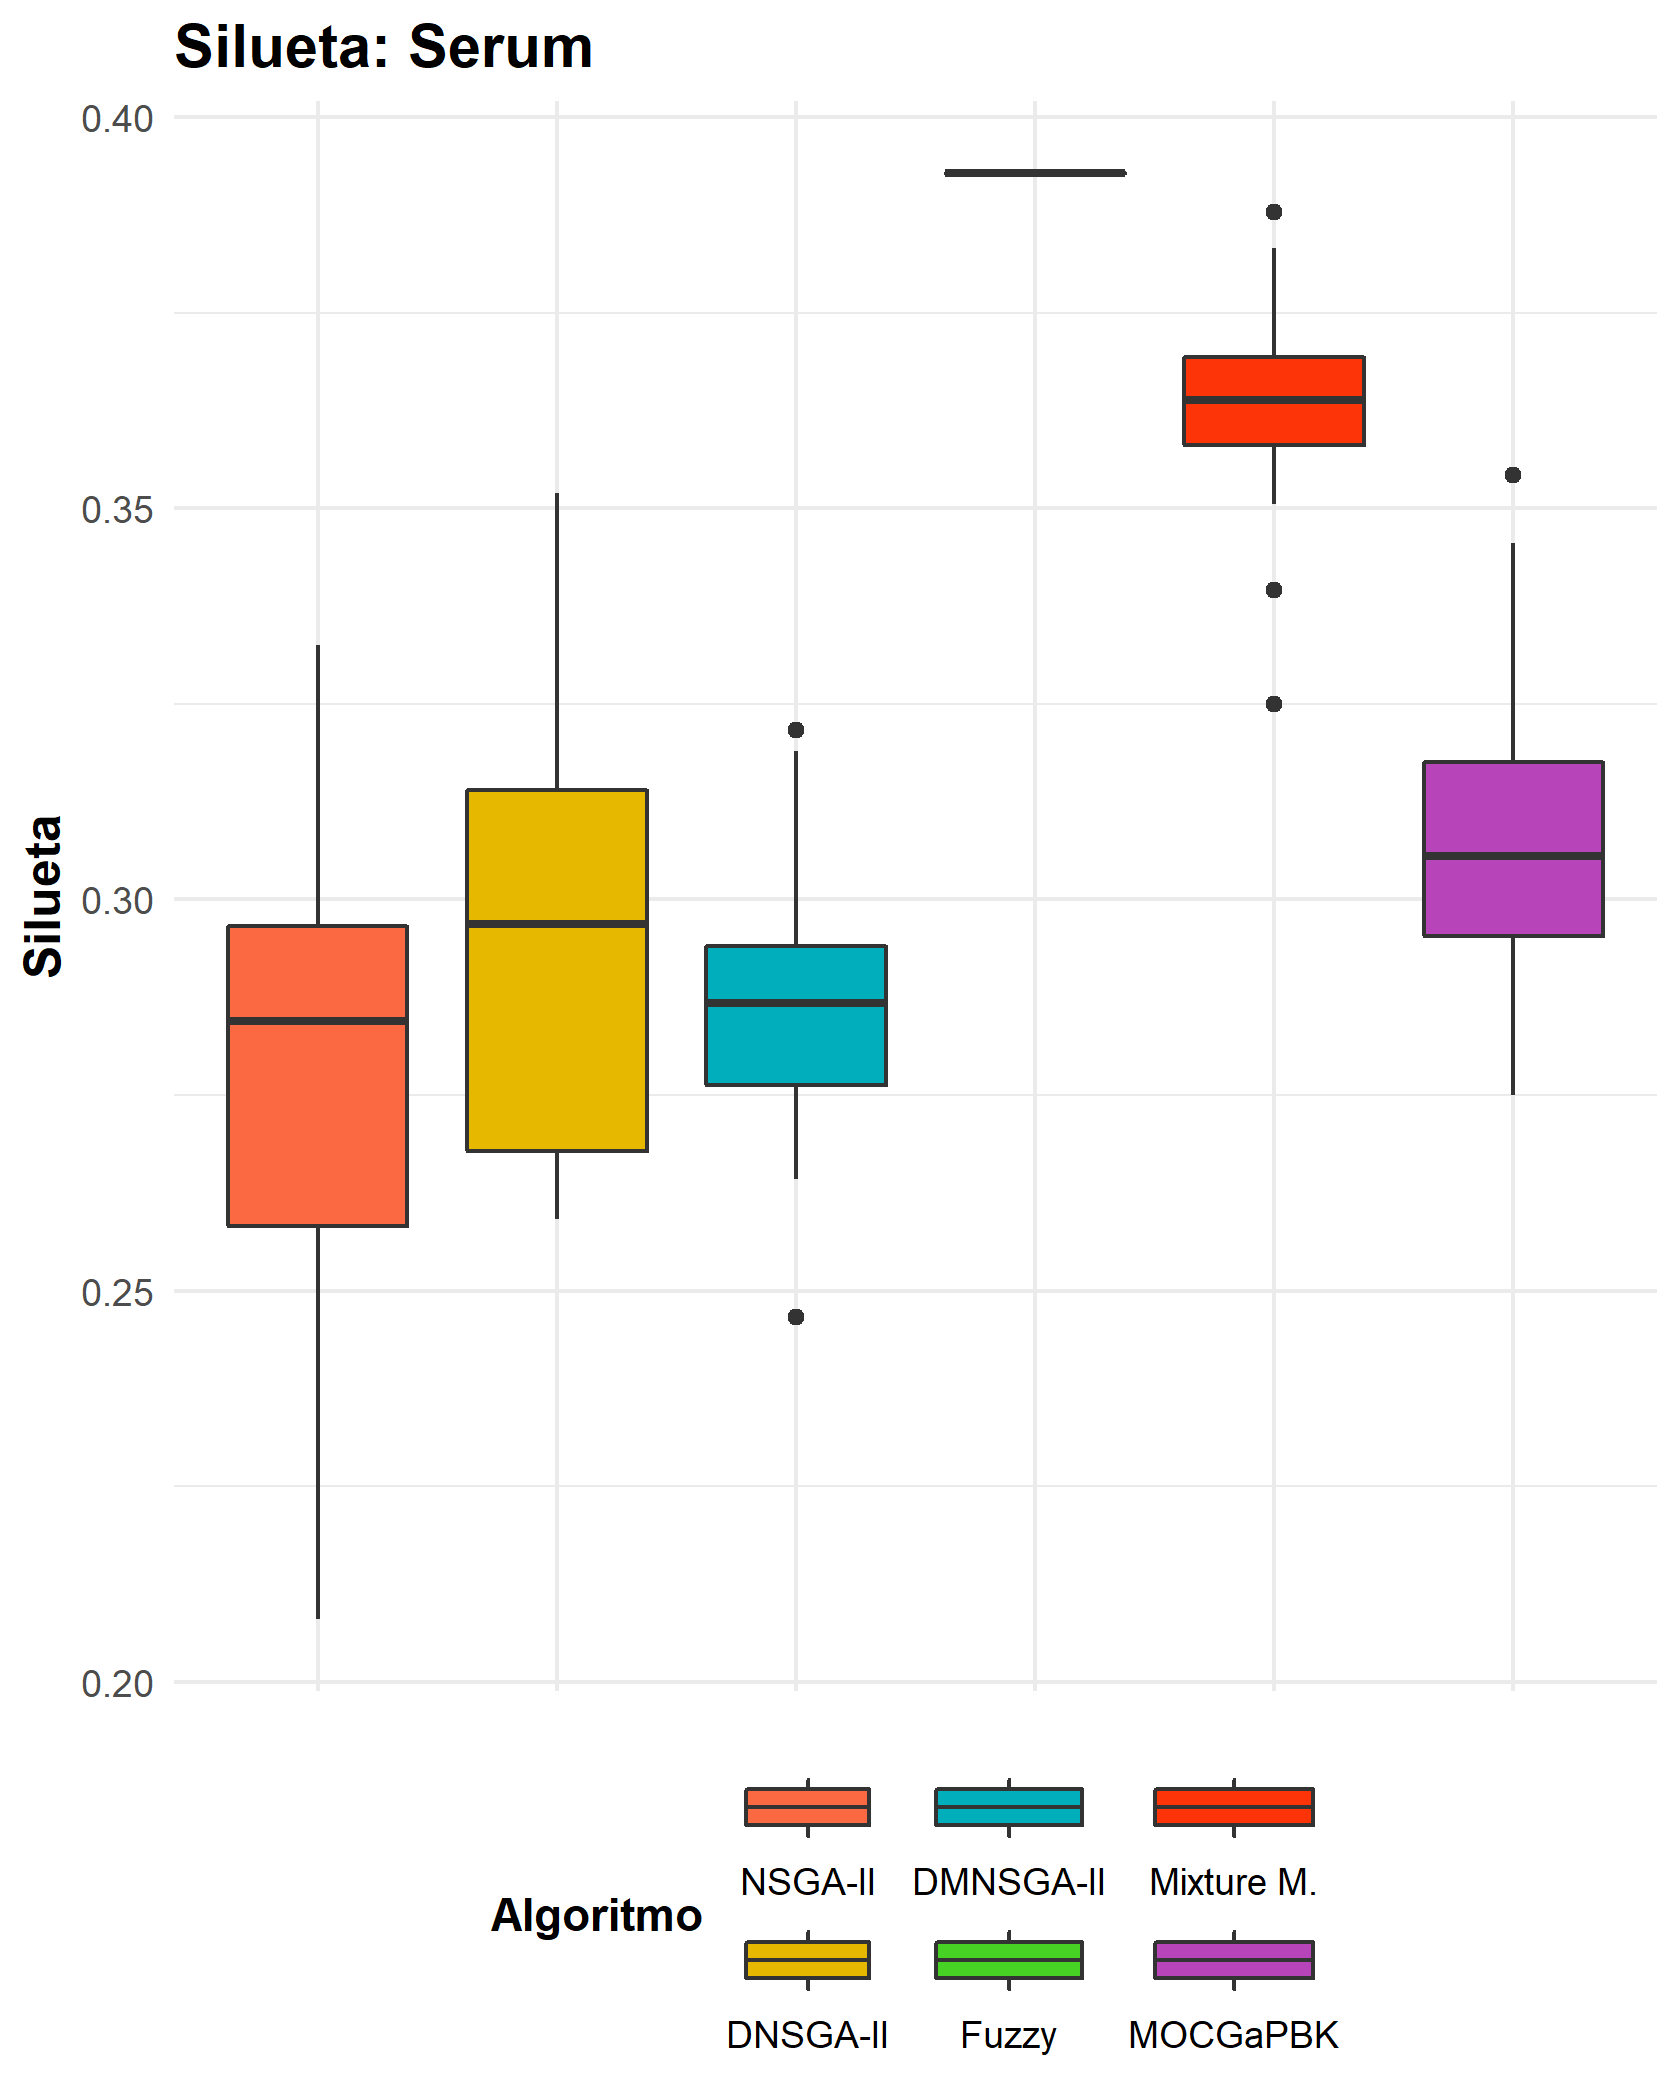 Silueta: Serum
0.40
0.35
0.30
0.25
0.20
Silueta
Algoritmo
NSGA-II DMNSGA-II Mixture M.
DNSGA-II Fuzzy MOCGaPBK